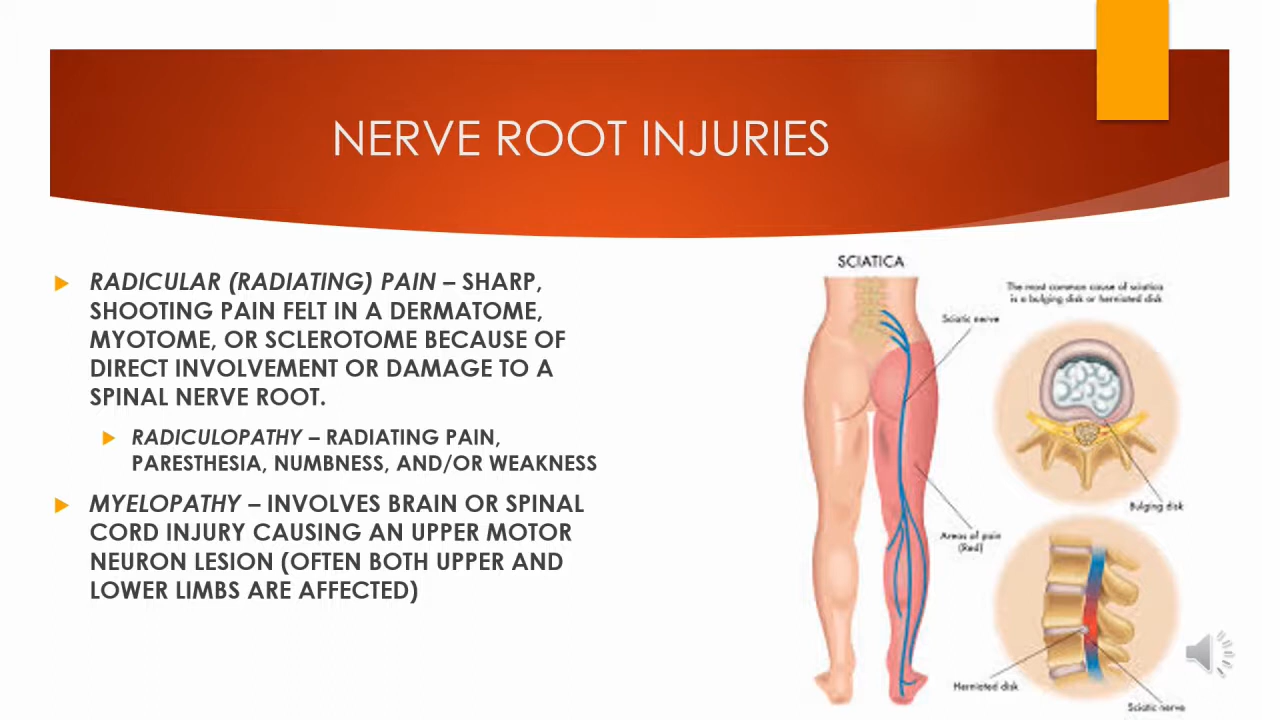 NERVE ROOT INJURIES
RADICULAR (RADIATING) PAIN – SHARP,
SHOOTING PAIN FELT IN A DERMATOME,
MYOTOME, OR SCLEROTOME BECAUSE OF
DIRECT INVOLVEMENT OR DAMAGE TO A
SPINAL NERVE ROOT.
RADICULOPATHY – RADIATING PAIN,
PARESTHESIA, NUMBNESS, AND/OR WEAKNESS
MYELOPATHY – INVOLVES BRAIN OR SPINAL
CORD INJURY CAUSING AN UPPER MOTOR
NEURON LESION (OFTEN BOTH UPPER AND
LOWER LIMBS ARE AFFECTED)
SCIATICA
The most common cause of sciatica
is a bulging disk or herniated disk
Sciatic nerve
Bulging disk
Areas of pain
(Red)
Herniated disk
Sciatic nerve